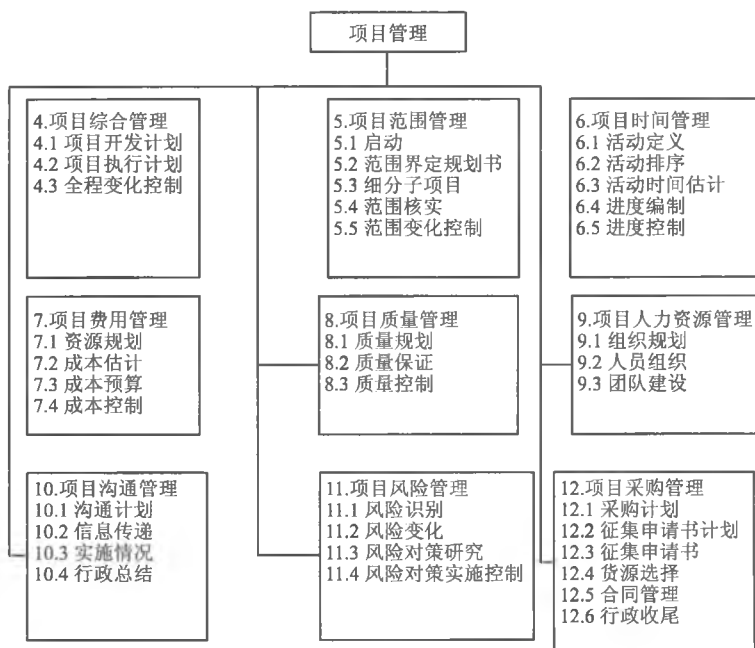 项目管理
4.项目综合管理
4.1 项目开发计划
4.2 项目执行计划
4.3 全程变化控制
5.项目范围管理
5.1 启动
5.2 范围界定规划书
5.3 细分子项目
5.4 范围核实
5.5 范围变化控制
6.项目时间管理
6.1 活动定义
6.2 活动排序
6.3 活动时间估计
6.4 进度编制
6.5 进度控制
7.项目费用管理
7.1 资源规划
7.2 成本估计
7.3 成本预算
7.4 成本控制
8.项目质量管理
8.1 质量规划
8.2 质量保证
8.3 质量控制
9.项目人力资源管理
9.1 组织规划
9.2 人员组织
9.3 团队建设
10.项目沟通管理
10.1 沟通计划
10.2 信息传递
10.3 实施情况
10.4 行政总结
11.项目风险管理
11.1 风险识别
11.2 风险变化
11.3 风险对策研究
11.4 风险对策实施控制
12.项目采购管理
12.1 采购计划
12.2 征集申请书计划
12.3 征集申请书
12.4 货源选择
12.5 合同管理
12.6 行政收尾